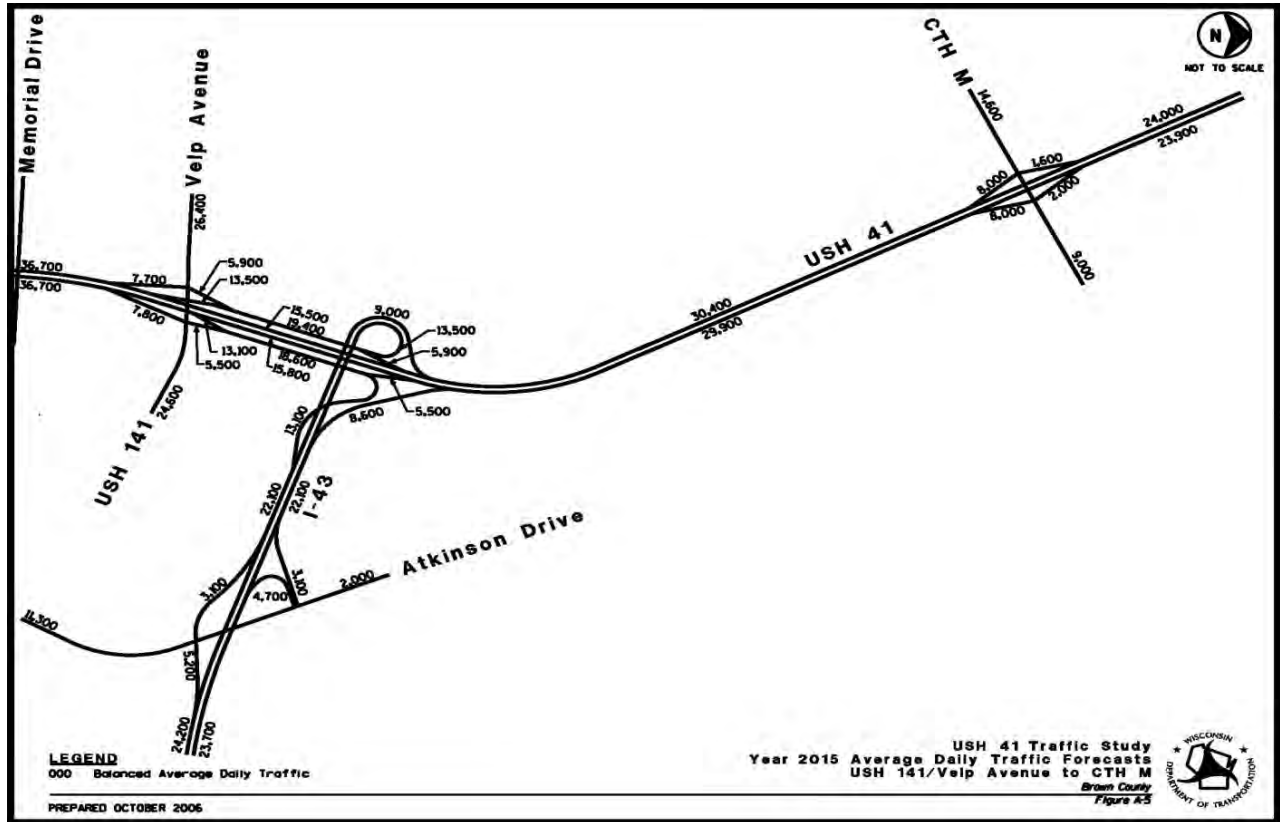 Memorial Drive
Velp Avenue
CTH M
N
NOT TO SCALE
14,600
24,000
23,900
1,600
8,000
2,000
8,000
9,000
USH 41
26,400
36,700
36,700
7,700
5,900
13,500
7,800
15,500
19,400
9,000
13,500
5,900
30,400
29,900
13,100
5,500
18,600
15,800
5,500
24,600
USH 141
13,100
8,600
22,100
22,100
I-43
Atkinson Drive
3,100
3,100
4,700
2,000
11,300
5,200
24,200
23,700
LEGEND
000 Balanced Average Daily Traffic
PREPARED OCTOBER 2006
USH 41 Traffic Study
Year 2015 Average Daily Traffic Forecasts
USH 141/Velp Avenue to CTH M
Brown County
Figure A-5
WISCONSIN
DEPARTMENT OF TRANSPORTATION